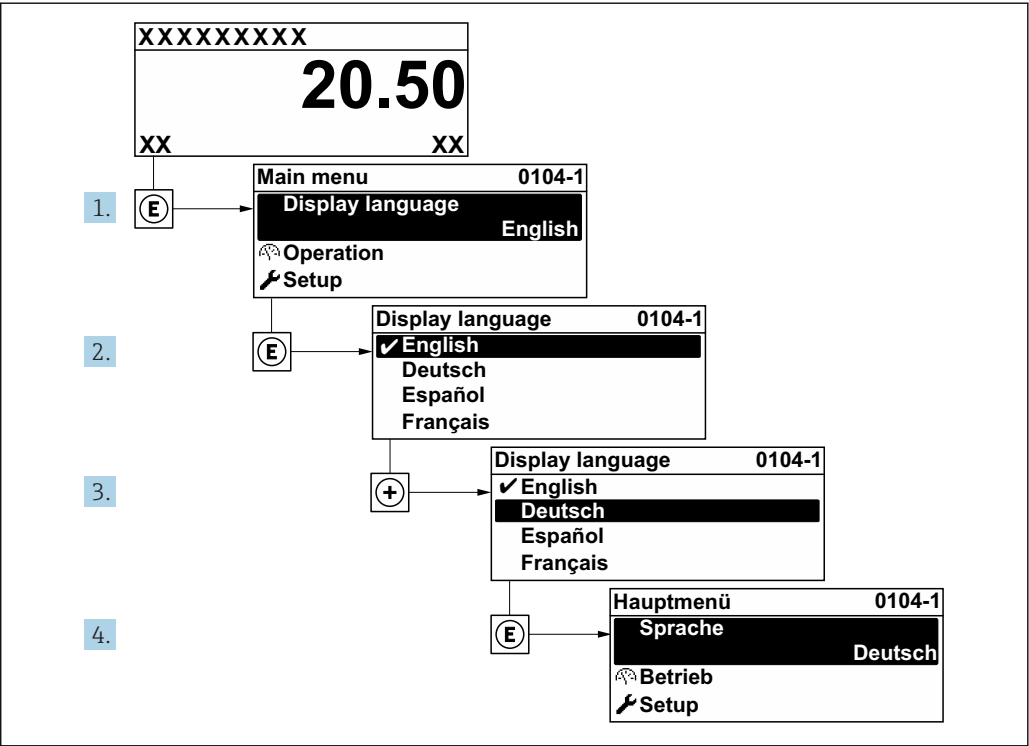 XXXXXXXXX
20.50
XX XX
1. E
Main menu 0104-1
Display language
English
Operation
Setup
2. E
Display language 0104-1
✔English
Deutsch
Español
Français
3. +
Display language 0104-1
✔English
Deutsch
Español
Français
4. E
Hauptmenü 0104-1
Sprache
Deutsch
Betrieb
Setup